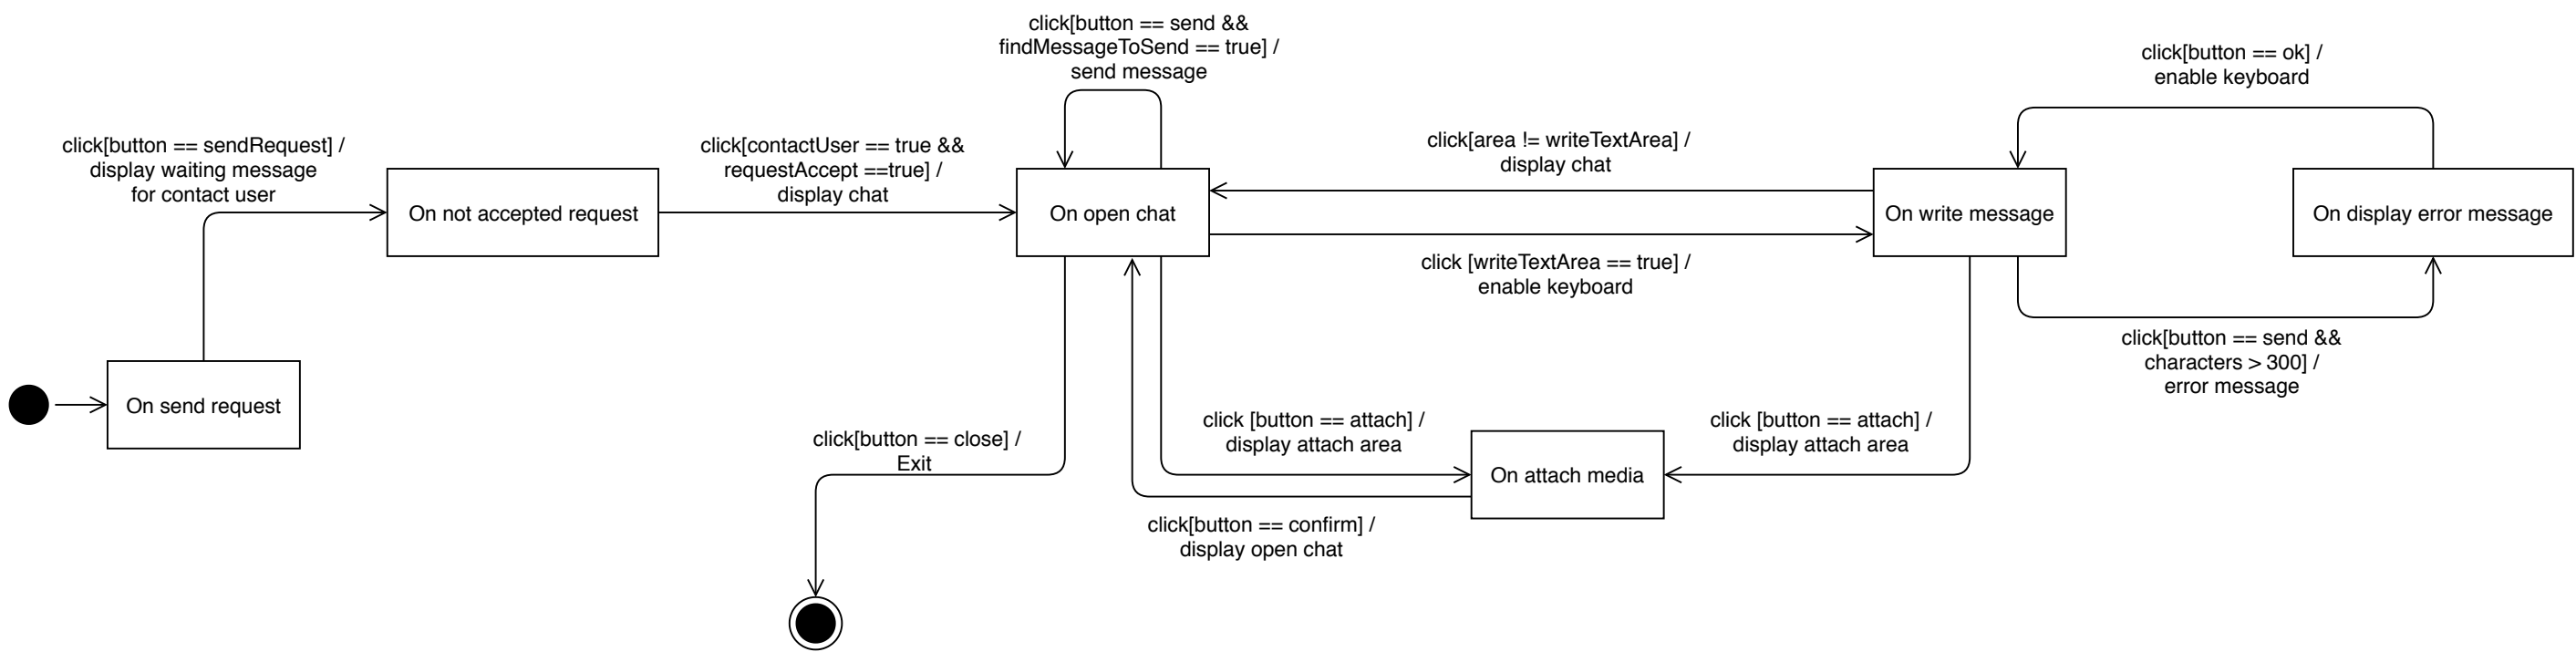 click[button == send &&
findMessageToSend == true] /
send message
click[button == ok] /
enable keyboard
click[button == sendRequest] /
display waiting message
for contact user
click[contactUser == true &&
requestAccept ==true] /
display chat
click[area != writeTextArea] /
display chat
On not accepted request
On open chat
On write message
On display error message
click [writeTextArea == true] /
enable keyboard
click[button == send &&
characters > 300] /
error message
On send request
click[button == close] /
Exit
click [button == attach] /
display attach area
click [button == attach] /
display attach area
On attach media
click[button == confirm] /
display open chat